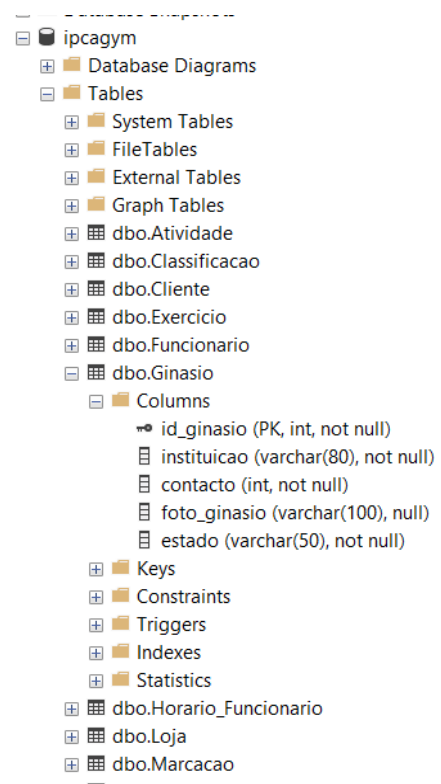 ipcagym
Database Diagrams
Tables
System Tables
FileTables
External Tables
Graph Tables
dbo.Atividade
dbo.Classificacao
dbo.Cliente
dbo.Exercicio
dbo.Funcionario
dbo.Ginasio
Columns
id_ginasio (PK, int, not null)
instituicao (varchar(80), not null)
contacto (int, not null)
foto_ginasio (varchar(100), null)
estado (varchar(50), not null)
Keys
Constraints
Triggers
Indexes
Statistics
dbo.Horario_Funcionario
dbo.Loja
dbo.Marcacao